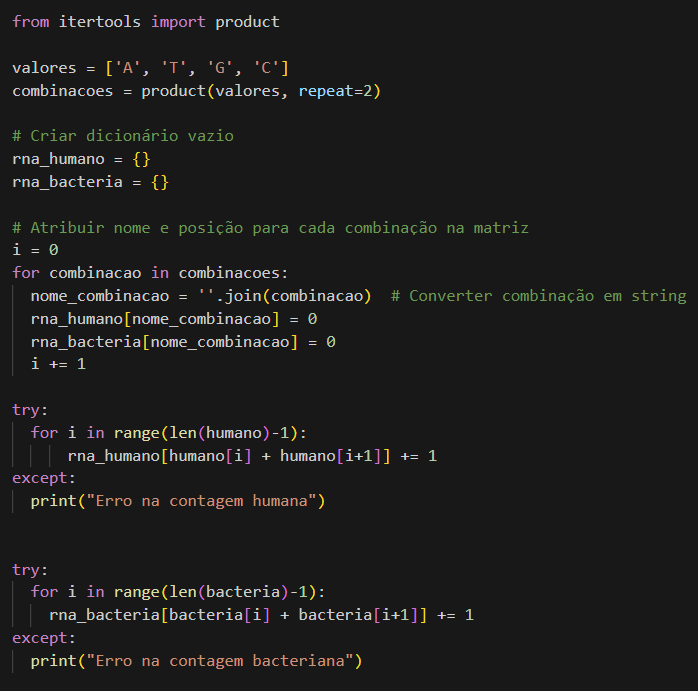 from itertools import product
valores = ['A', 'T', 'G', 'C']
combinacoes = product(valores, repeat=2)
# Criar dicionário vazio
rna_humano = {}
rna_bacteria = {}
# Atribuir nome e posição para cada combinação na matriz
i = 0
for combinacao in combinacoes:
  nome_combinacao = ''.join(combinacao)  # Converter combinação em string
  rna_humano[nome_combinacao] = 0
  rna_bacteria[nome_combinacao] = 0
  i += 1
try:
  for i in range(len(humano)-1):
      rna_humano[humano[i] + humano[i+1]] += 1
except:
  print("Erro na contagem humana")
try:
  for i in range(len(bacteria)-1):
    rna_bacteria[bacteria[i] + bacteria[i+1]] += 1
except:
  print("Erro na contagem bacteriana")